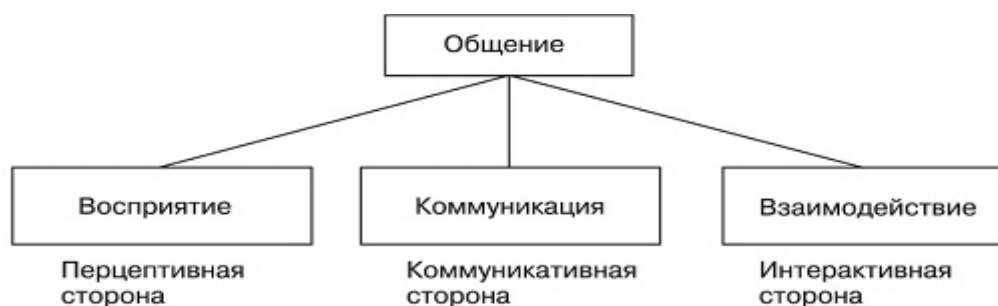 Общение
Восприятие
Коммуникация
Взаимодействие
Перцептивная
сторона
Коммуникативная
сторона
Интерактивная
сторона